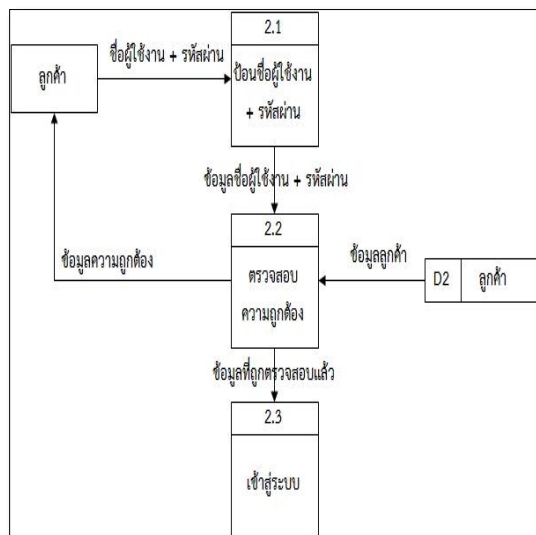 2.1
ชื่อผู้ใช้งาน + รหัสผ่าน
ลูกค้า
ป้อนชื่อผู้ใช้งาน
+ รหัสผ่าน
ข้อมูลชื่อผู้ใช้งาน + รหัสผ่าน
2.2
ข้อมูลความถูกต้อง
ตรวจสอบ
ความถูกต้อง
ข้อมูลลูกค้า
D2
ลูกค้า
ข้อมูลที่ถูกตรวจสอบแล้ว
2.3
เข้าสู่ระบบ